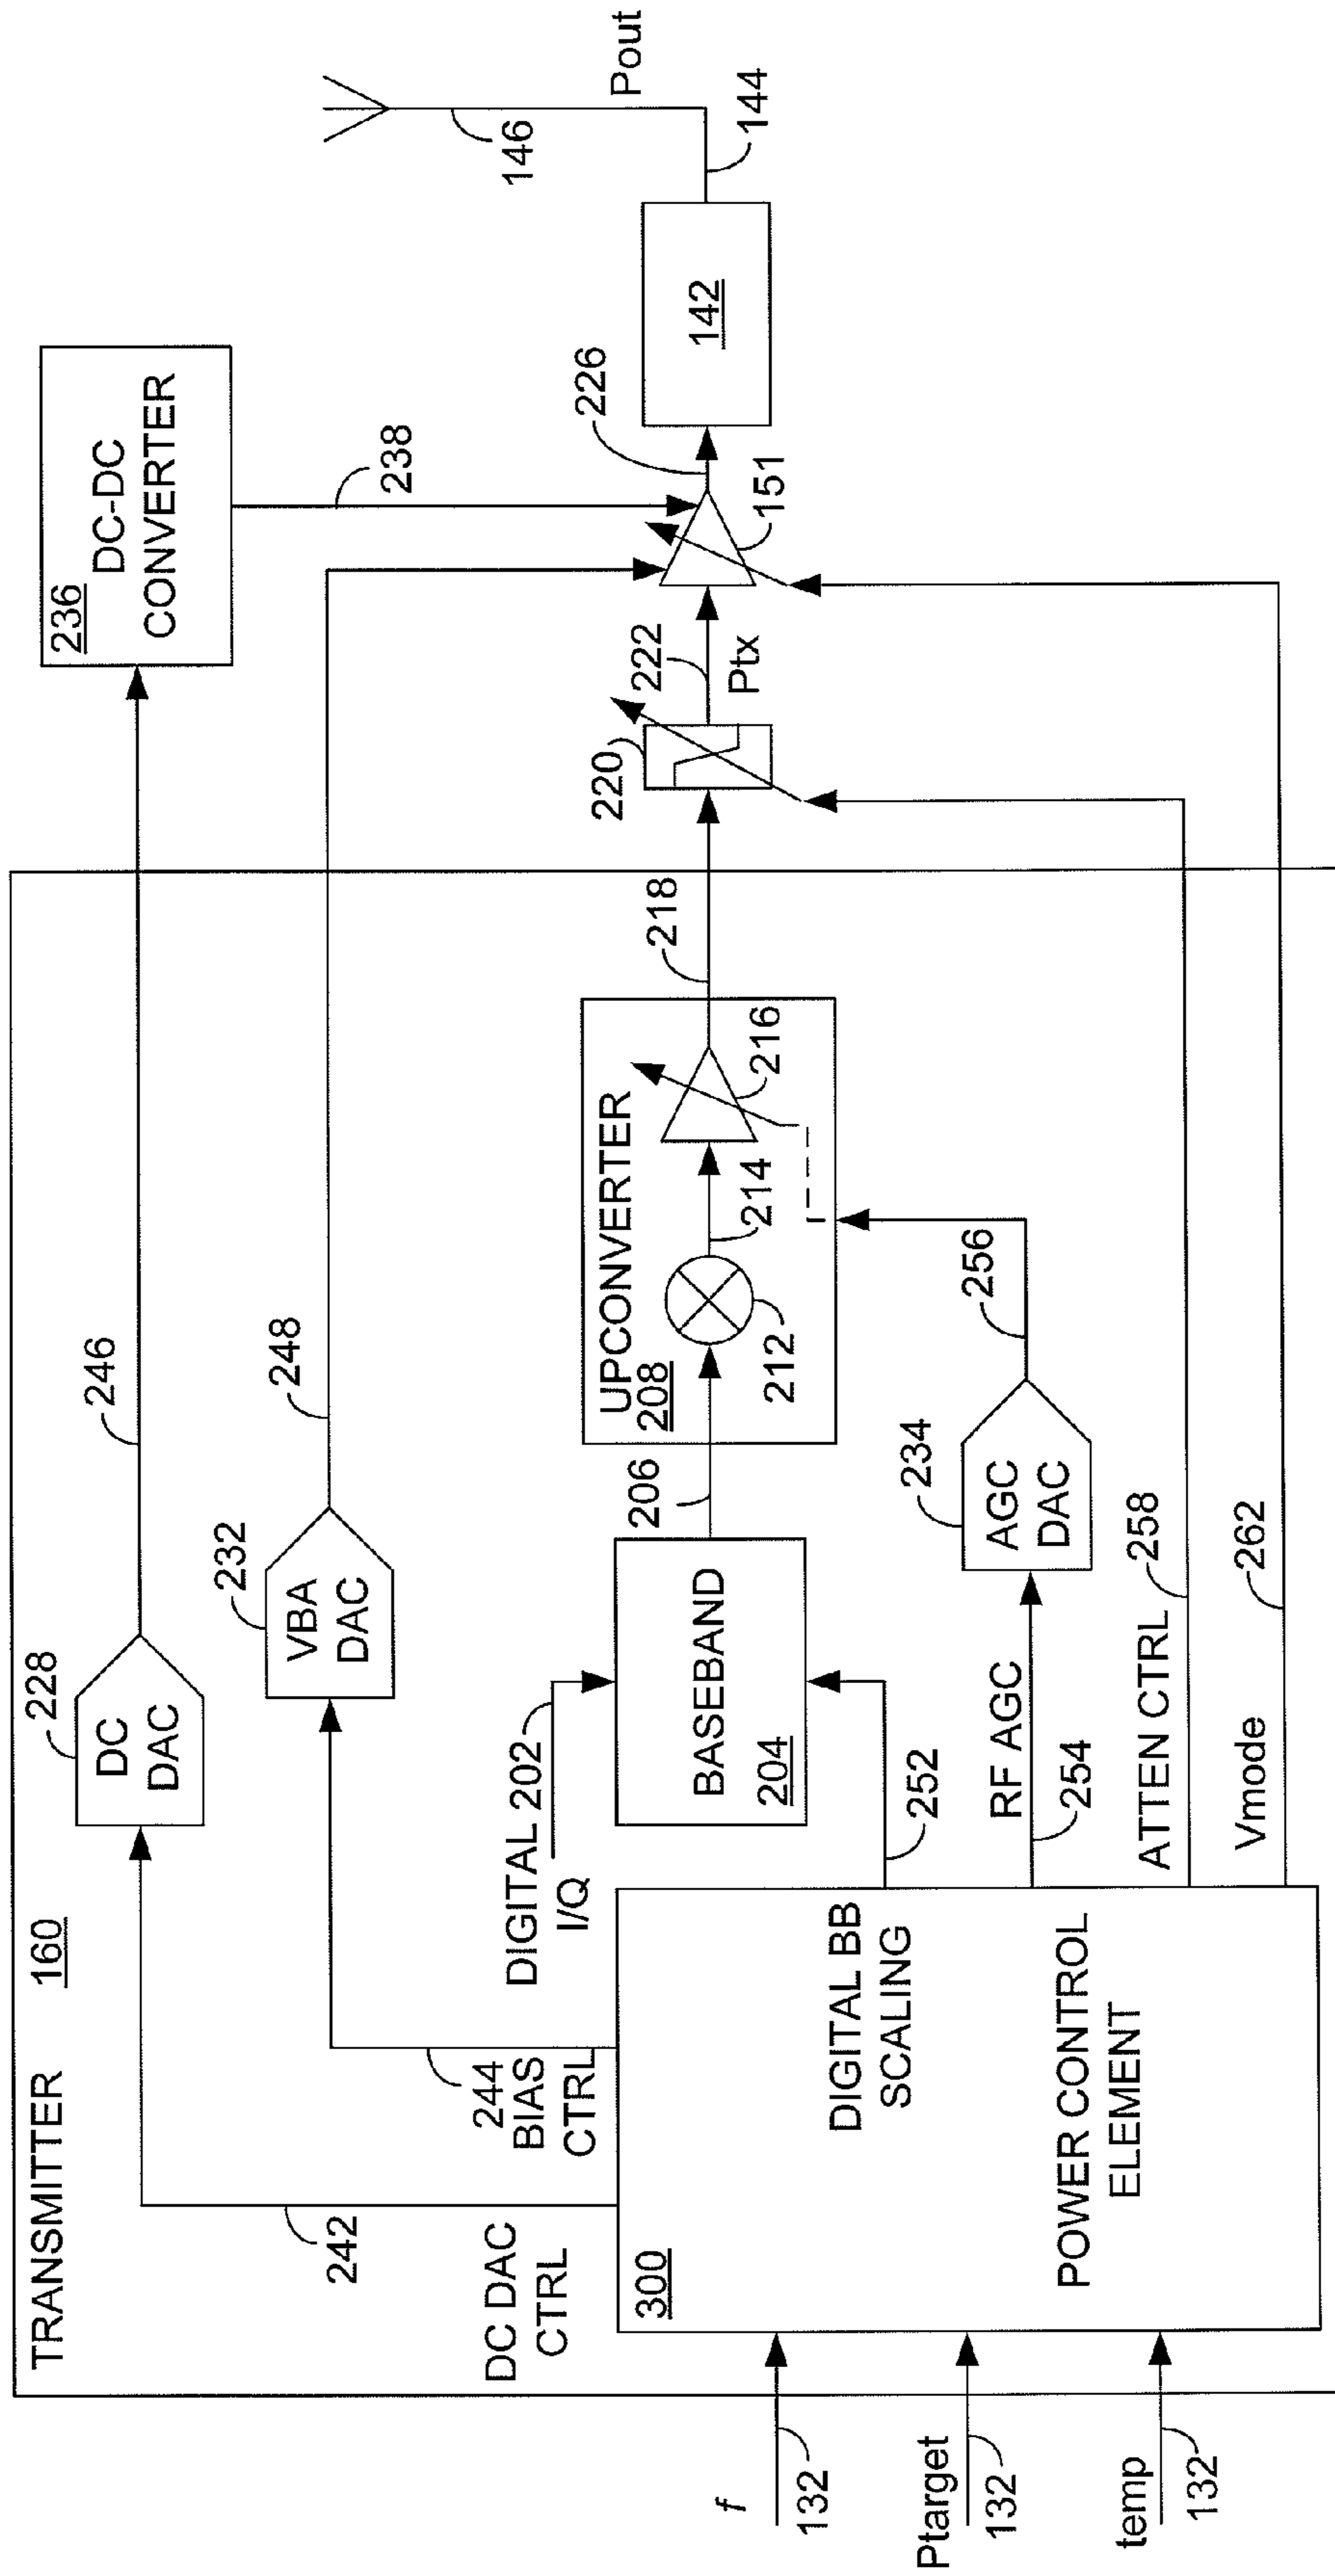 TRANSMITTER 160
228
DC
DAC
246
236
DC-DC
CONVERTER
238
232
VBA
DAC
248
242
DC DAC
CTRL
244
BIAS
CTRL
DIGITAL 202
I/Q
BASEBAND
204
206
UPCONVERTER
208
212
214
216
218
220
222
Ptx
226
151
142
144
146
Pout
f
132
Ptarget
132
temp
132
300
DIGITAL BB
SCALING
POWER CONTROL
ELEMENT
252
RF AGC
254
234
AGC
DAC
256
ATTEN CTRL
258
Vmode
262